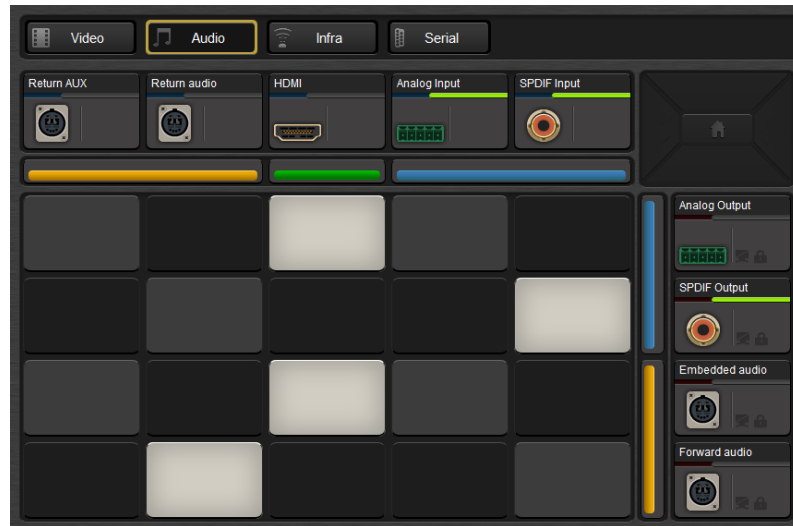 Video
Audio
Infra
Serial
Return AUX
Return audio
HDMI
Analog Input
SPDIF Input
Analog Output
SPDIF Output
Embedded audio
Forward audio